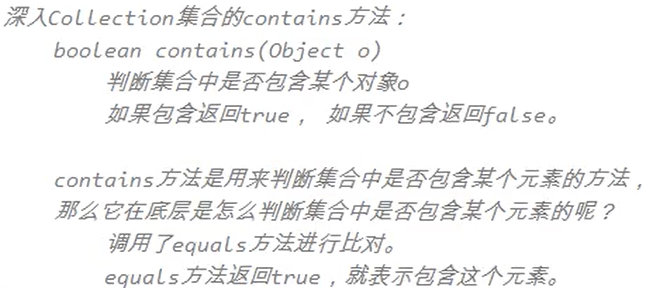 深入Collection集合的contains方法：
boolean contains(Object o)
判断集合中是否包含某个对象o
如果包含返回true， 如果不包含返回false。
contains方法是用来判断集合中是否包含某个元素的方法，
那么它在底层是怎么判断集合中是否包含某个元素的呢？
调用了equals方法进行比对。
equals方法返回true，就表示包含这个元素。